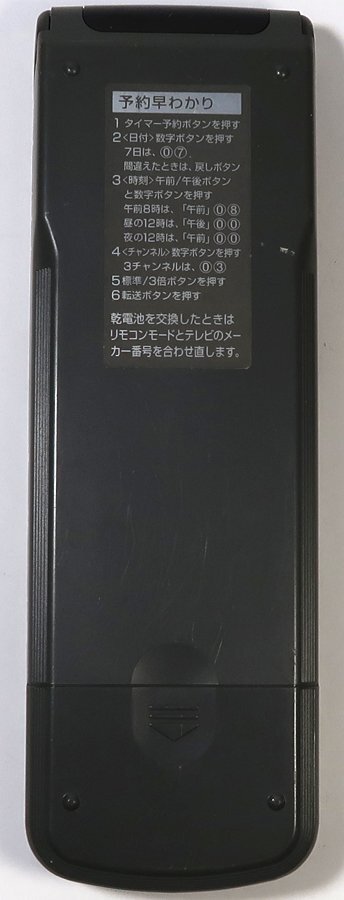 予約早わかり
1 タイマー予約ボタンを押す
2〈日付〉数字ボタンを押す
7日は、⓪⑦.
間違えたときは、戻しボタン
3〈時刻〉午前/午後ボタン
と数字ボタンを押す
午前8時は、「午前」⓪⑧
昼の12時は、「午後」⓪⓪
夜の12時は、「午前」⓪⓪
4〈チャンネル〉数字ボタンを押す
3チャンネルは、⓪③
5 標準/3倍ボタンを押す
6 転送ボタンを押す
乾電池を交換したときは
リモコンモードとテレビのメ
ーカー番号を合わせ直します。